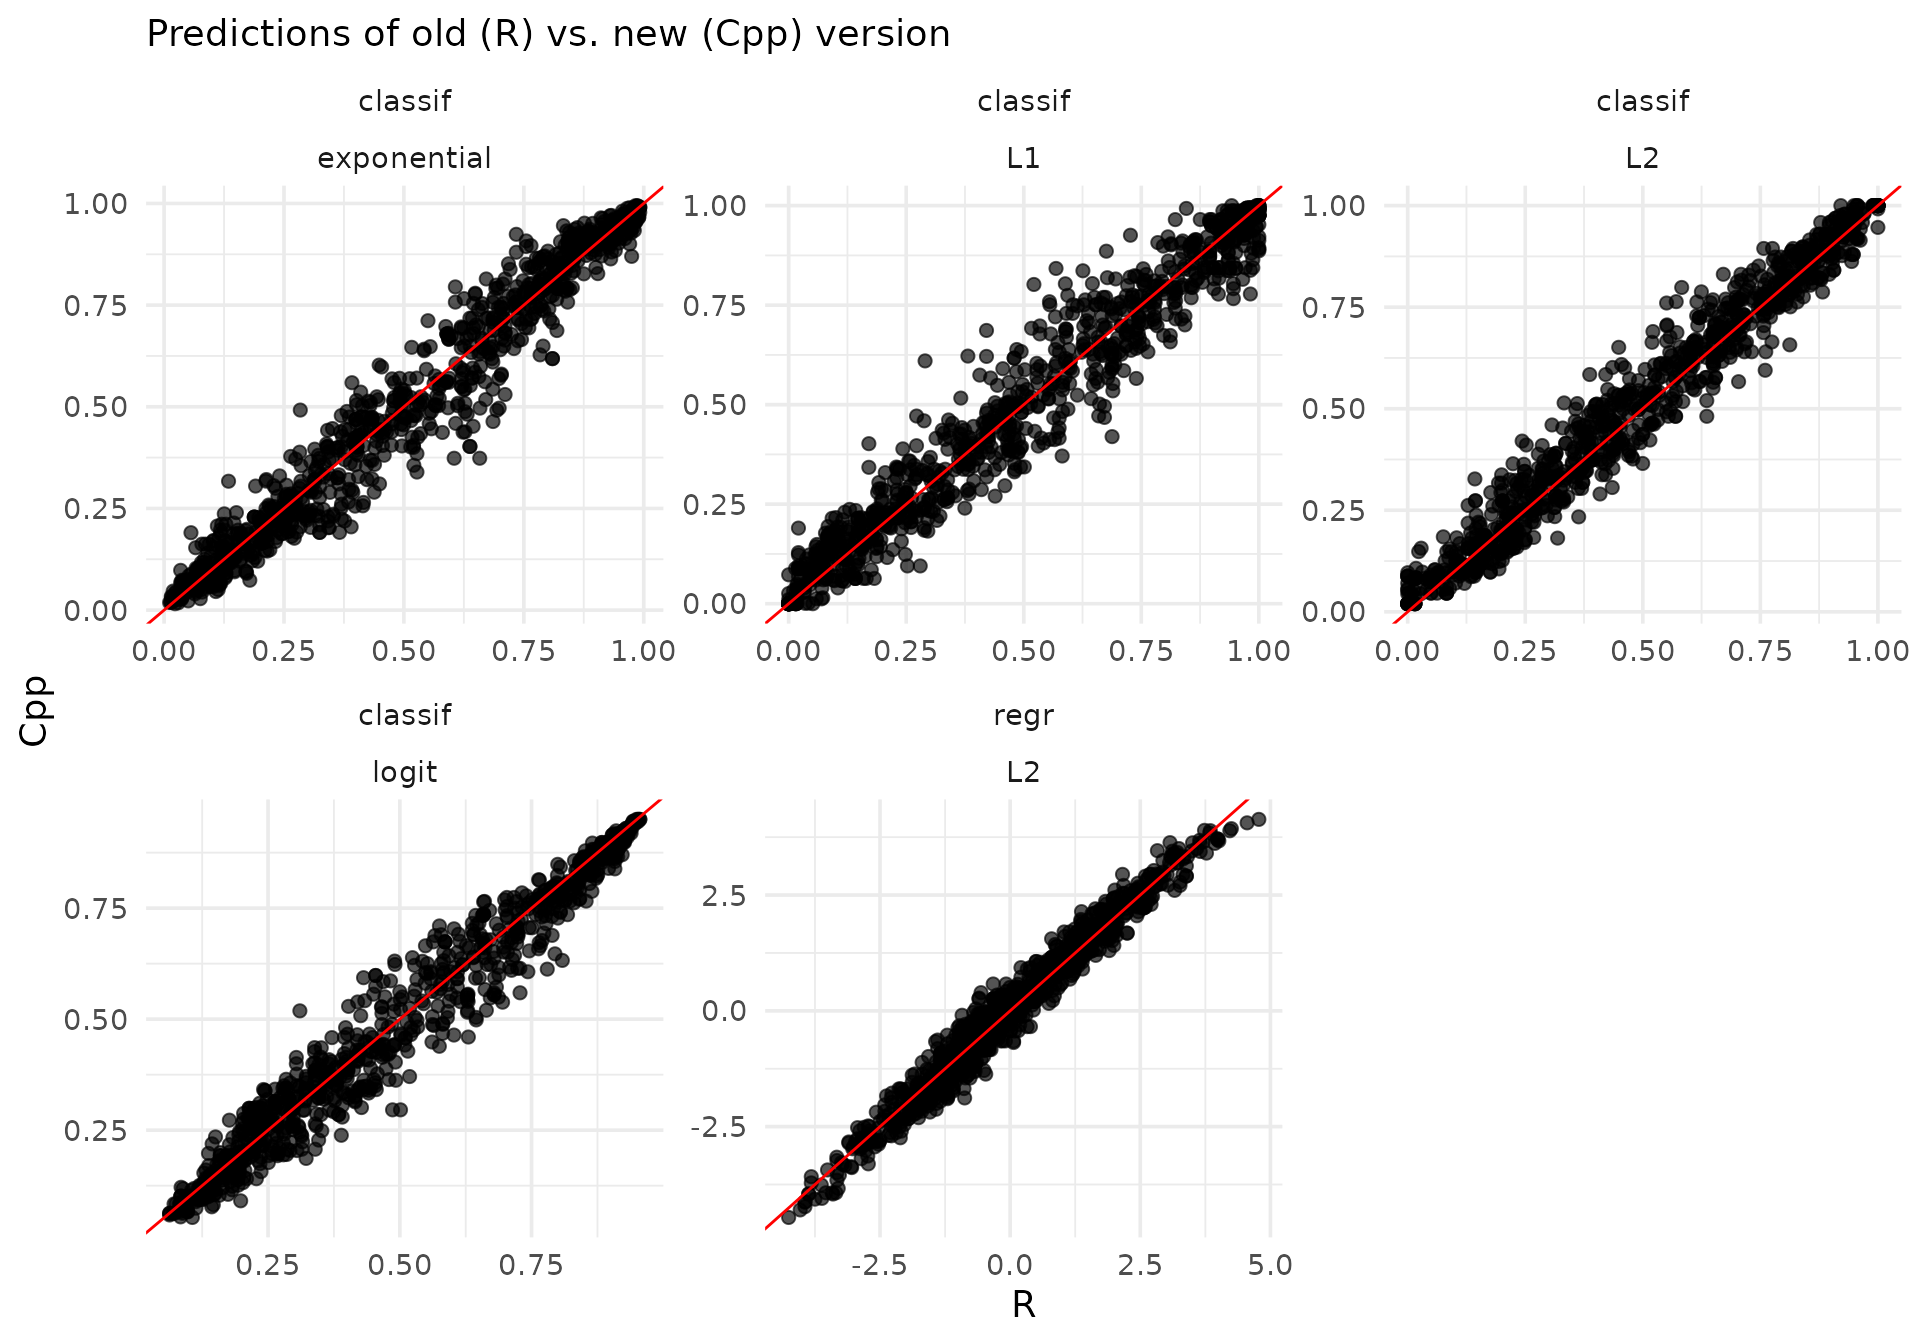 Predictions of old (R) vs. new (Cpp) version
classif classif classif
exponential L1 L2
1.00 1.00 1.00
0.75 0.75 0.75
0.50 0.50 0.50
0.25 0.25 0.25
0.00 0.00 0.00
0.00 0.25 0.50 0.75 1.00 0.00 0.25 0.50 0.75 1.00 0.00 0.25 0.50 0.75 1.00
Cpp
classif regr
logit L2
0.75 2.5
0.50 0.0
0.25 -2.5
0.25 0.50 0.75 -2.5 0.0 2.5 5.0
R